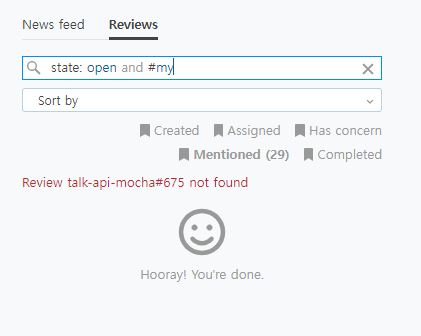 News feed Reviews
state: open and #my
Sort by
Created Assigned Has concern
Mentioned (29) Completed
Review talk-api-mocha#675 not found
Hooray! You're done.